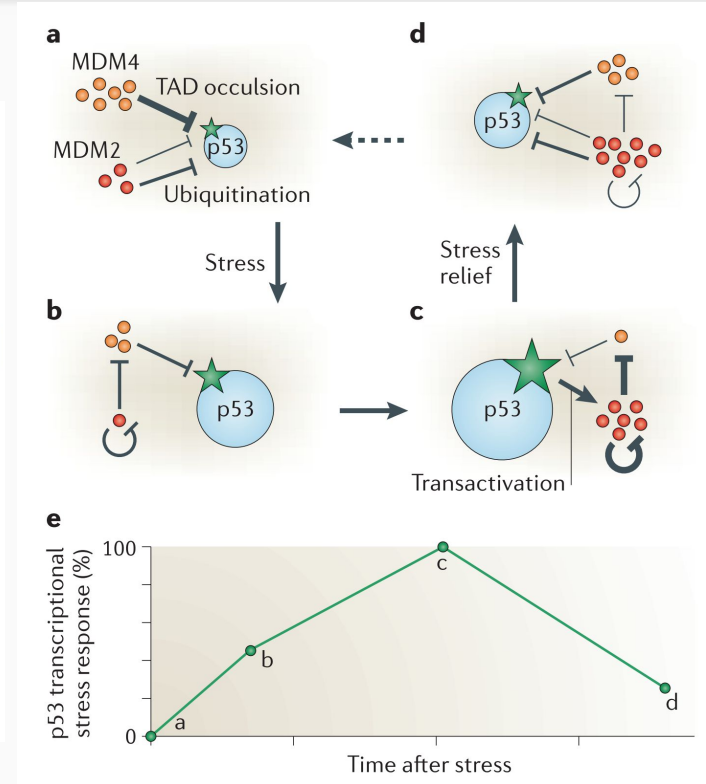 a
MDM4
TAD occulsion
p53
MDM2
Ubiquitination
d
p53
Stress
Stress
relief
b
p53
c
p53
Transactivation
e
p53 transcriptional
stress response (%)
100
0
a
b
c
d
Time after stress